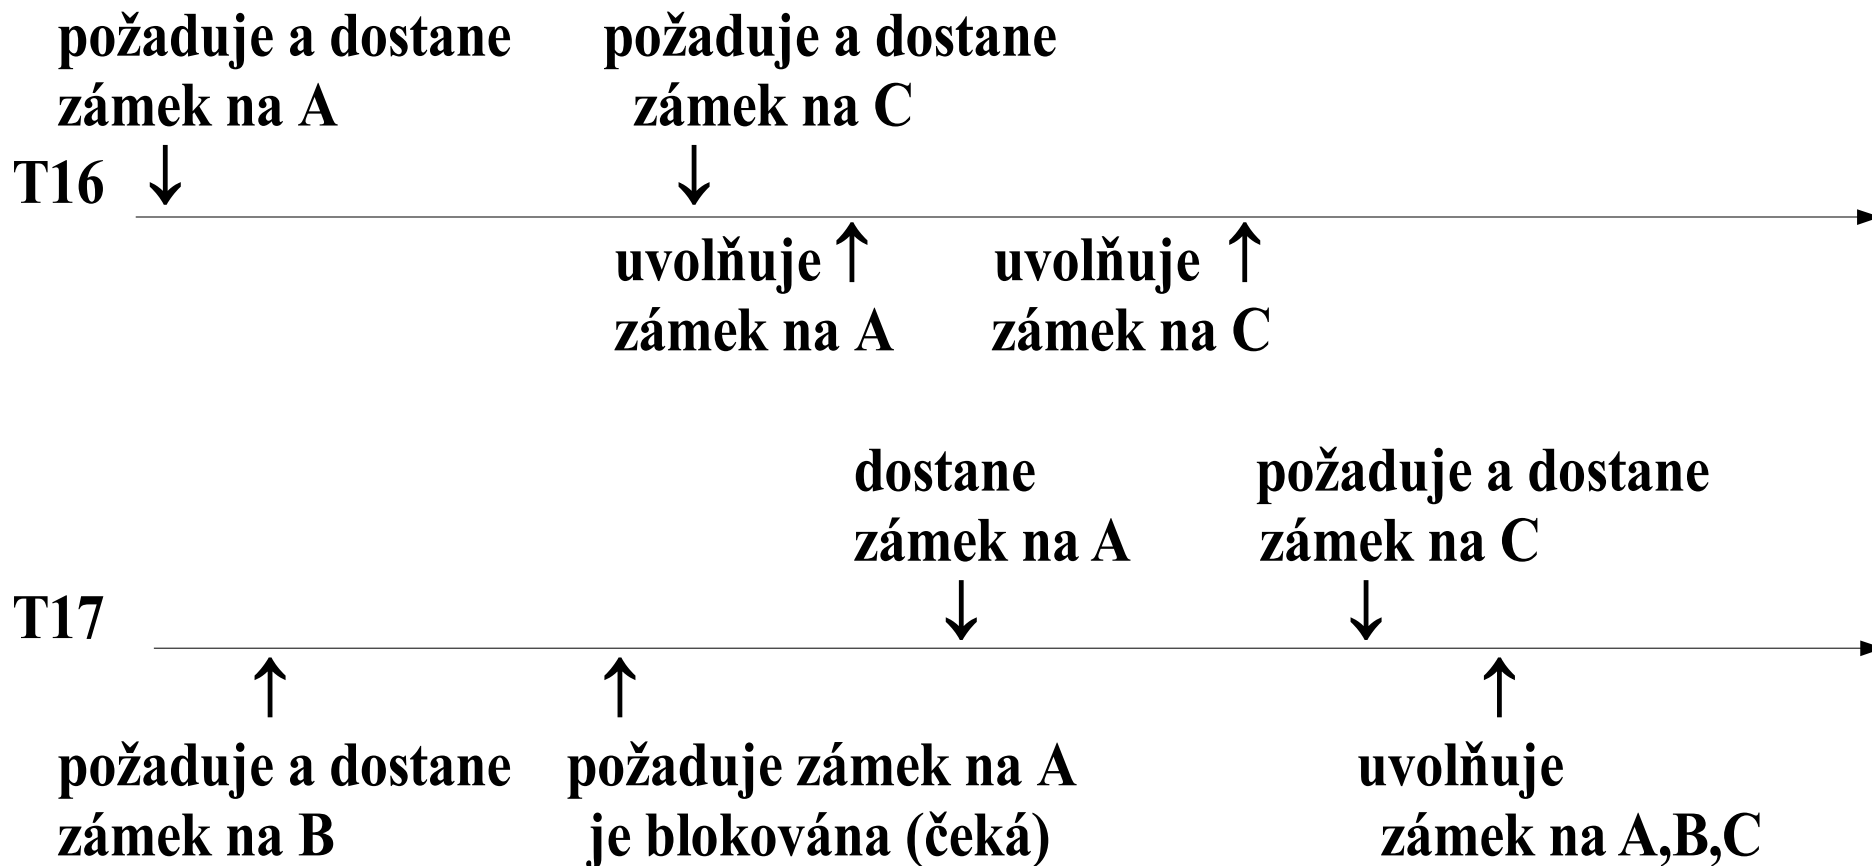 požaduje a dostane
zámek na A
požaduje a dostane
zámek na C
T16
uvolňuje
zámek na A
uvolňuje
zámek na C
dostane
zámek na A
požaduje a dostane
zámek na C
T17
požaduje a dostane
zámek na B
požaduje zámek na A
je blokována (čeká)
uvolňuje
zámek na A,B,C